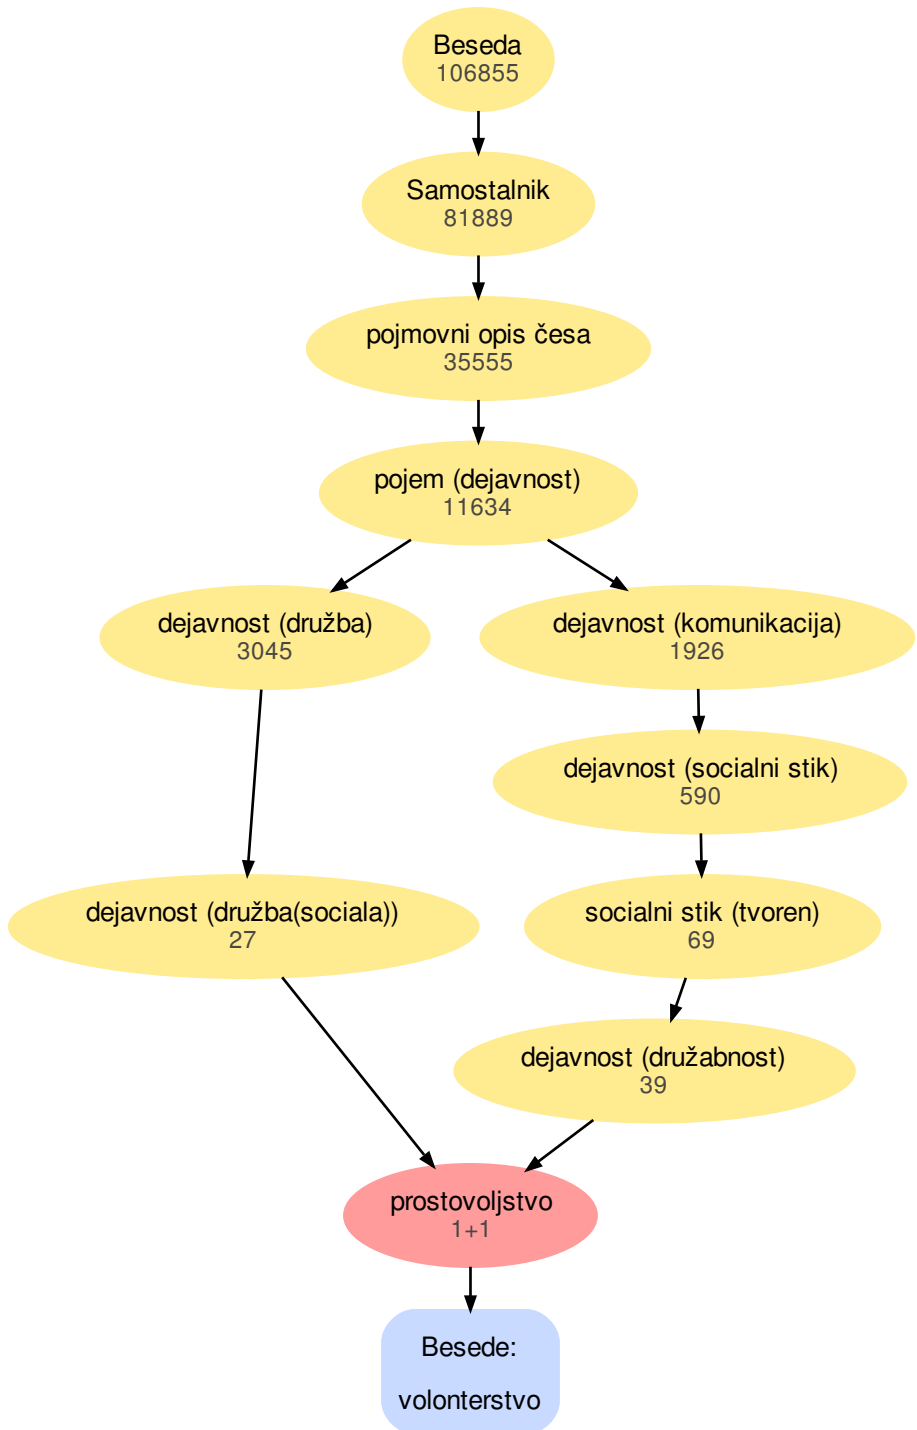 Beseda
106855
Samostalnik
81889
pojmovni opis česa
35555
pojem (dejavnost)
11634
dejavnost (družba)
3045
dejavnost (komunikacija)
1926
dejavnost (socialni stik)
590
dejavnost (družba(sociala))
27
socialni stik (tvoren)
69
dejavnost (družabnost)
39
prostovoljstvo
1+1
Besede:
volonterstvo